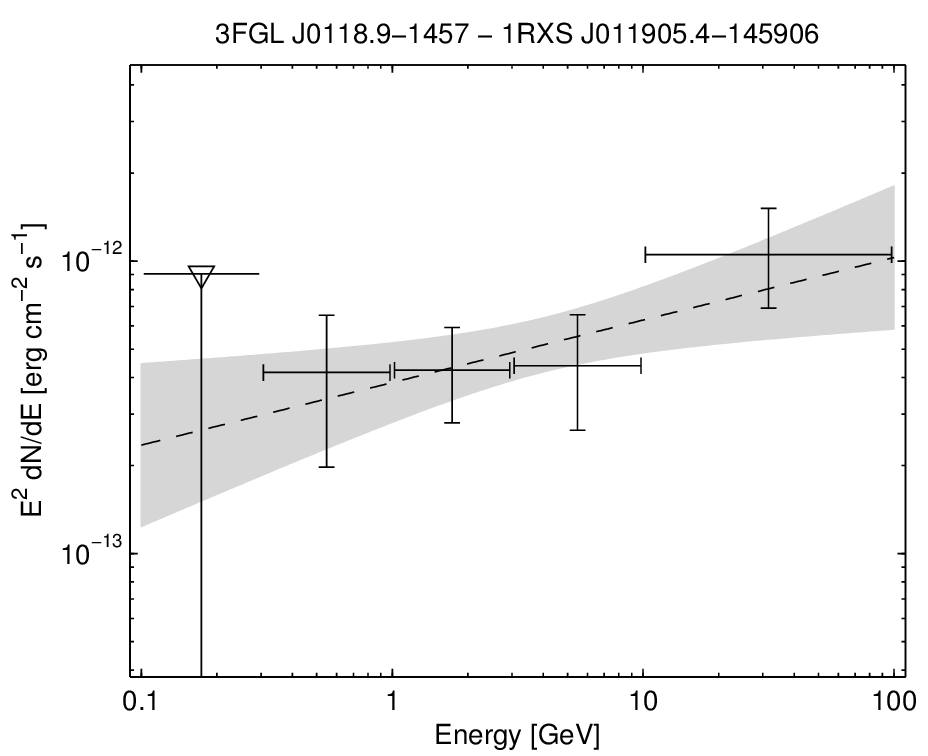 3FGL J0118.9−1457 − 1RXS J011905.4−145906
E² dN/dE [erg cm⁻² s⁻¹]
10⁻¹²
10⁻¹³
0.1 1 10 100
Energy [GeV]